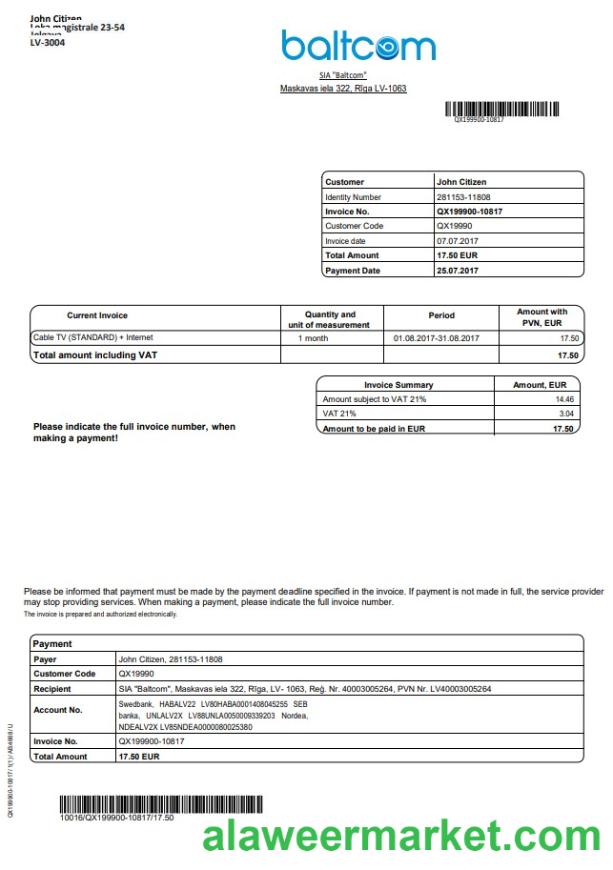 John Citizen
Loka magistrale 23-54
Jelgava
LV-3004
baltcom
SIA "Baltcom"
Maskavas iela 322, Rīga LV-1063
QX199900-10817
Customer John Citizen
Identity Number 281153-11808
Invoice No. QX199900-10817
Customer Code QX19990
Invoice date 07.07.2017
Total Amount 17.50 EUR
Payment Date 25.07.2017
Current Invoice Quantity and unit of measurement Period Amount with PVN, EUR
Cable TV (STANDARD) + Internet 1 month 01.08.2017-31.08.2017 17.50
Total amount including VAT 17.50
Invoice Summary Amount, EUR
Amount subject to VAT 21% 14.46
VAT 21% 3.04
Amount to be paid in EUR 17.50
Please indicate the full invoice number, when
making a payment!
Please be informed that payment must be made by the payment deadline specified in the invoice. If payment is not made in full, the service provider
may stop providing services. When making a payment, please indicate the full invoice number.
The invoice is prepared and authorized electronically.
Payment
Payer John Citizen, 281153-11808
Customer Code QX19990
Recipient SIA "Baltcom", Maskavas iela 322, Rīga, LV- 1063, Reģ. Nr. 40003005264, PVN Nr. LV40003005264
Account No. Swedbank, HABALV22 LV80HABA0001408045255 SEB
banka, UNLALV2X LV88UNLA0050009339203 Nordea,
NDEALV2X LV85NDEA0000080025380
Invoice No. QX199900-10817
Total Amount 17.50 EUR
10016/QX199900-10817/17.50
alaweermarket.com